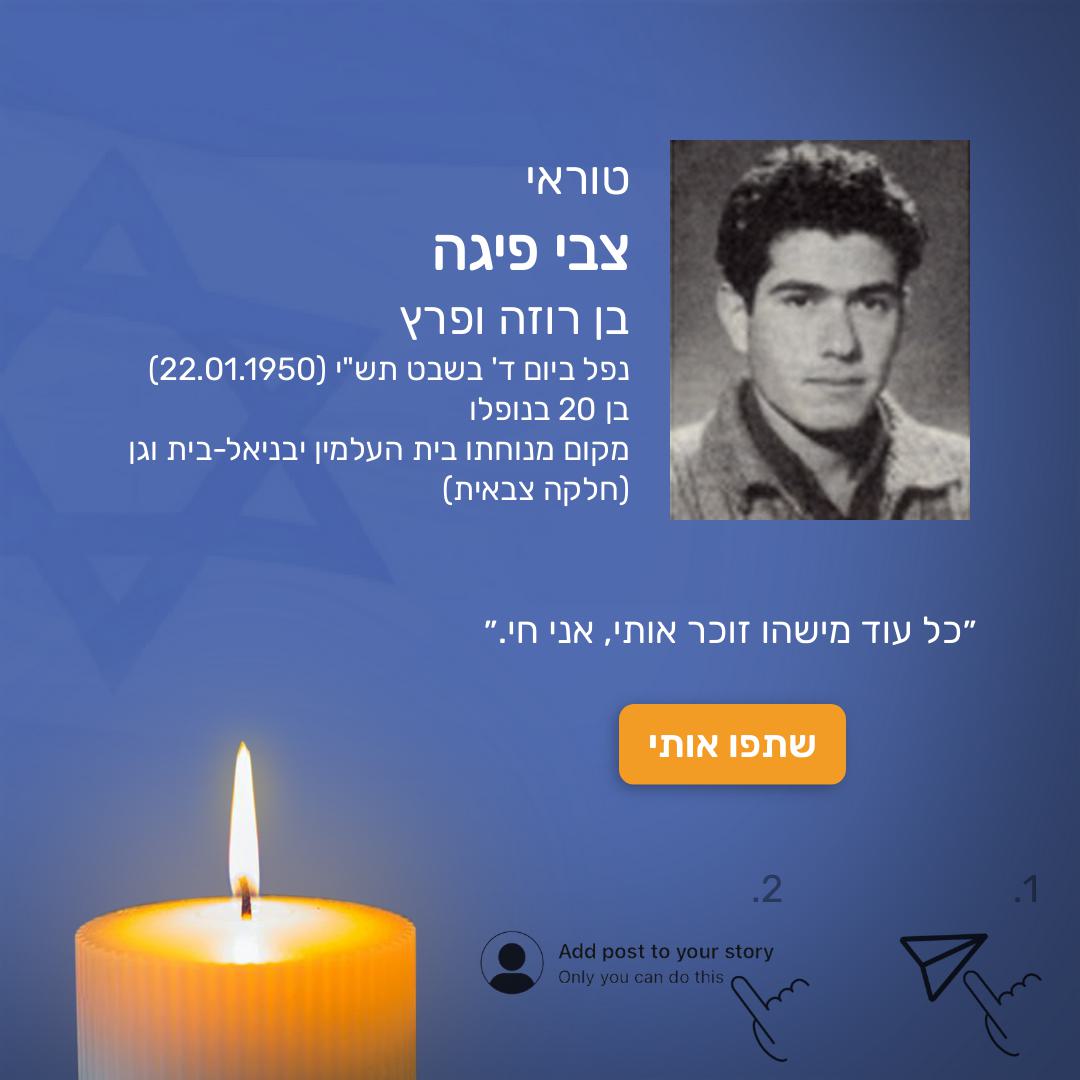 טוראי
צבי פיגה
בן רוזה ופרץ
נפל ביום ד' בשבט תש"י (22.01.1950)
בן 20 בנופלו
מקום מנוחתו בית העלמין יבניאל-בית וגן
(חלקה צבאית)
״כל עוד מישהו זוכר אותי, אני חי.״
שתפו אותי
1.
2.
Add post to your story
Only you can do this